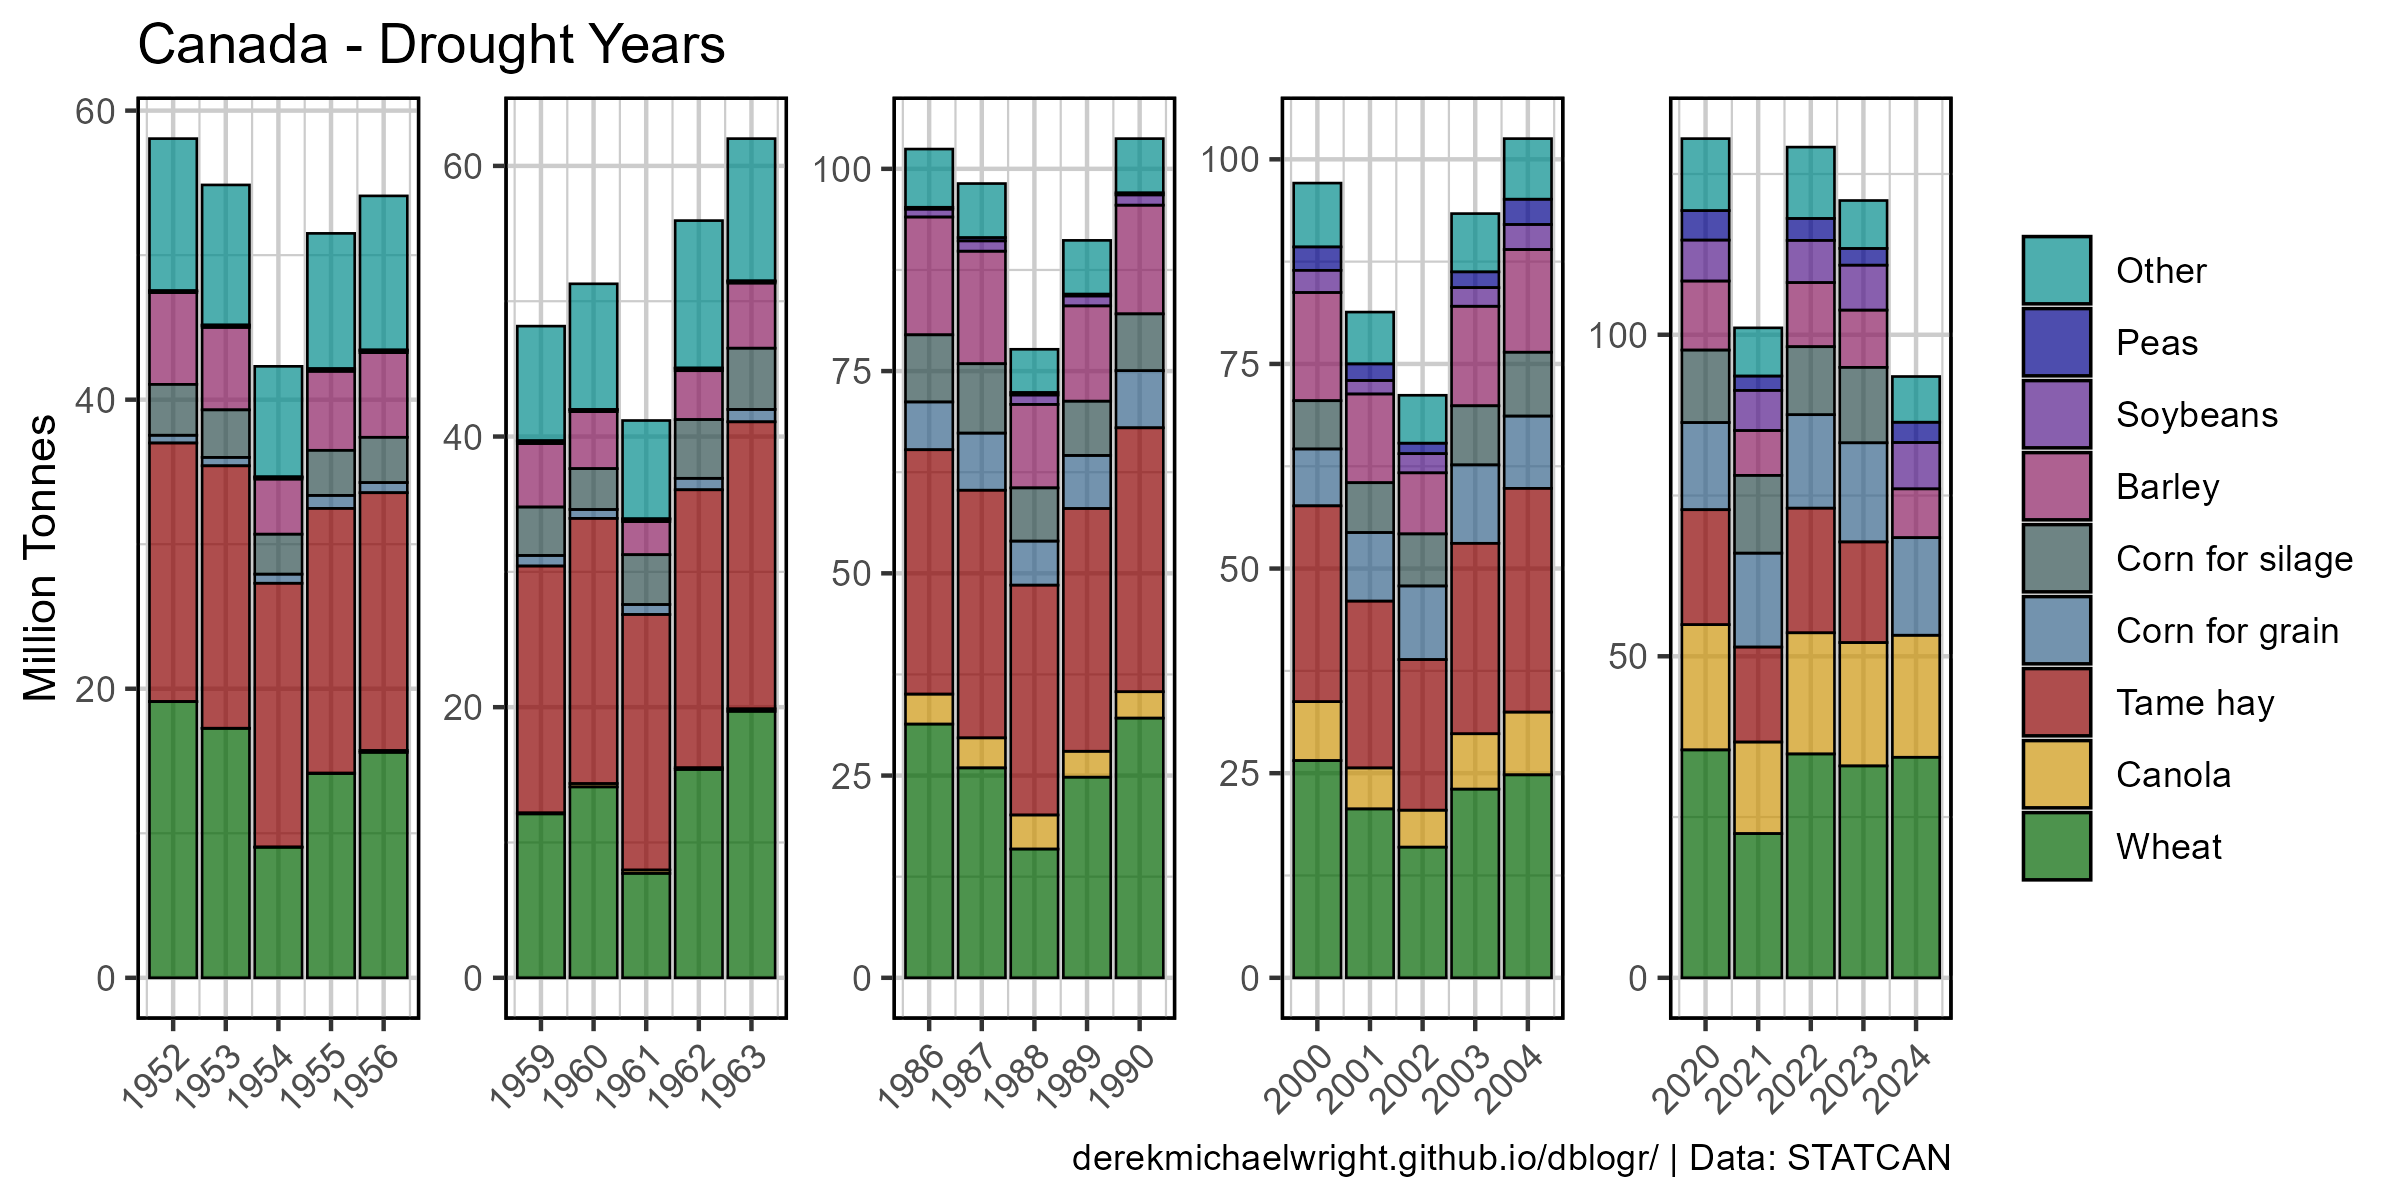 Canada - Drought Years
Million Tonnes
60
40
20
0
1952 1953 1954 1955 1956
60
40
20
0
1959 1960 1961 1962 1963
100
75
50
25
0
1986 1987 1988 1989 1990
100
75
50
25
0
2000 2001 2002 2003 2004
100
50
0
2020 2021 2022 2023 2024
Other
Peas
Soybeans
Barley
Corn for silage
Corn for grain
Tame hay
Canola
Wheat
derekmichaelwright.github.io/dblogr/ | Data: STATCAN